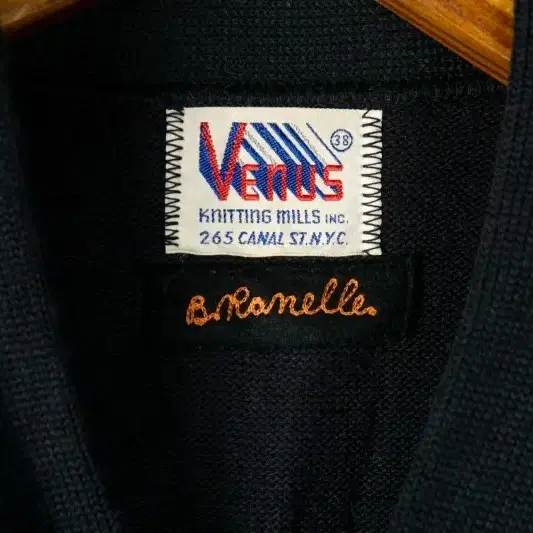 38
VENUS
KNITTING MILLS INC.
265 CANAL ST. N.Y.C.
B. Ranelle.